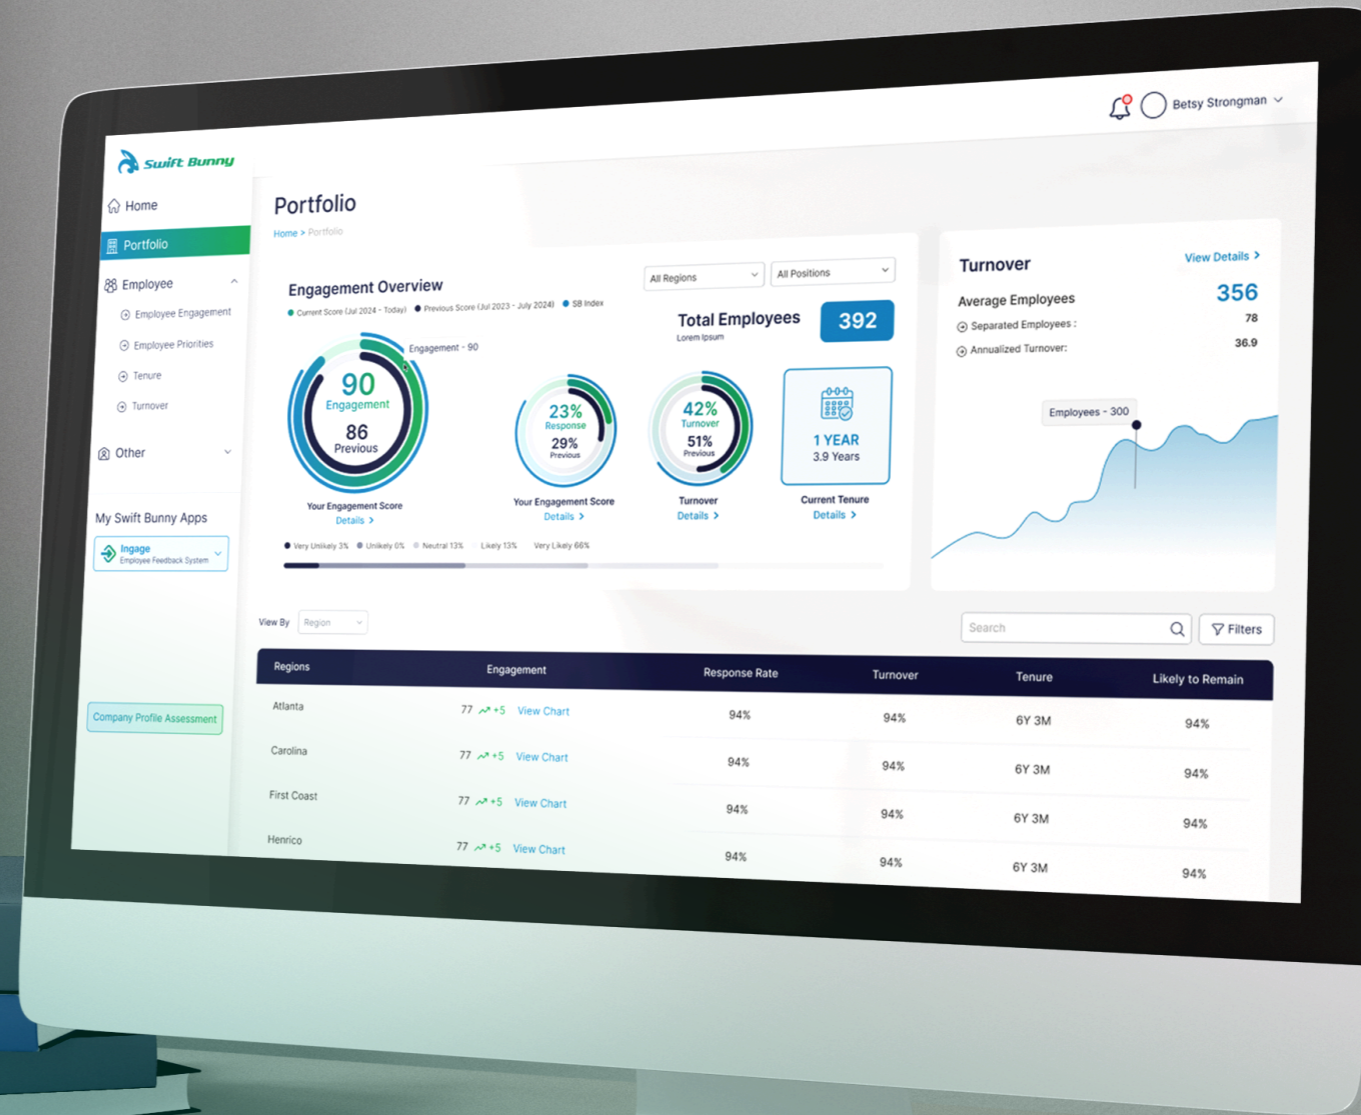 Betsy Strongman
Swift Bunny
Home
Portfolio
Employee
Employee Engagement
Employee Priorities
Tenure
Turnover
Other
My Swift Bunny Apps
Ingage
Employee Feedback System
Company Profile Assessment
Portfolio
Home > Portfolio
Engagement Overview
All Regions
All Positions
Current Score (Jul 2024 - Today) Previous Score (Jul 2023 - July 2024) SB Index
Total Employees
Lorem Ipsum
392
Engagement - 90
90
Engagement
86
Previous
Your Engagement Score
Details >
23%
Response
29%
Previous
Your Engagement Score
Details >
42%
Turnover
51%
Previous
Turnover
Details >
1 YEAR
3.9 Years
Current Tenure
Details >
Very Unlikely 3% Unlikely 0% Neutral 13% Likely 13% Very Likely 66%
Turnover
View Details >
Average Employees 356
Separated Employees : 78
Annualized Turnover: 36.9
Employees - 300
View By Region
Search
Filters
Regions Engagement Response Rate Turnover Tenure Likely to Remain
Atlanta 77 +5 View Chart 94% 94% 6Y 3M 94%
Carolina 77 +5 View Chart 94% 94% 6Y 3M 94%
First Coast 77 +5 View Chart 94% 94% 6Y 3M 94%
Henrico 77 +5 View Chart 94% 94% 6Y 3M 94%